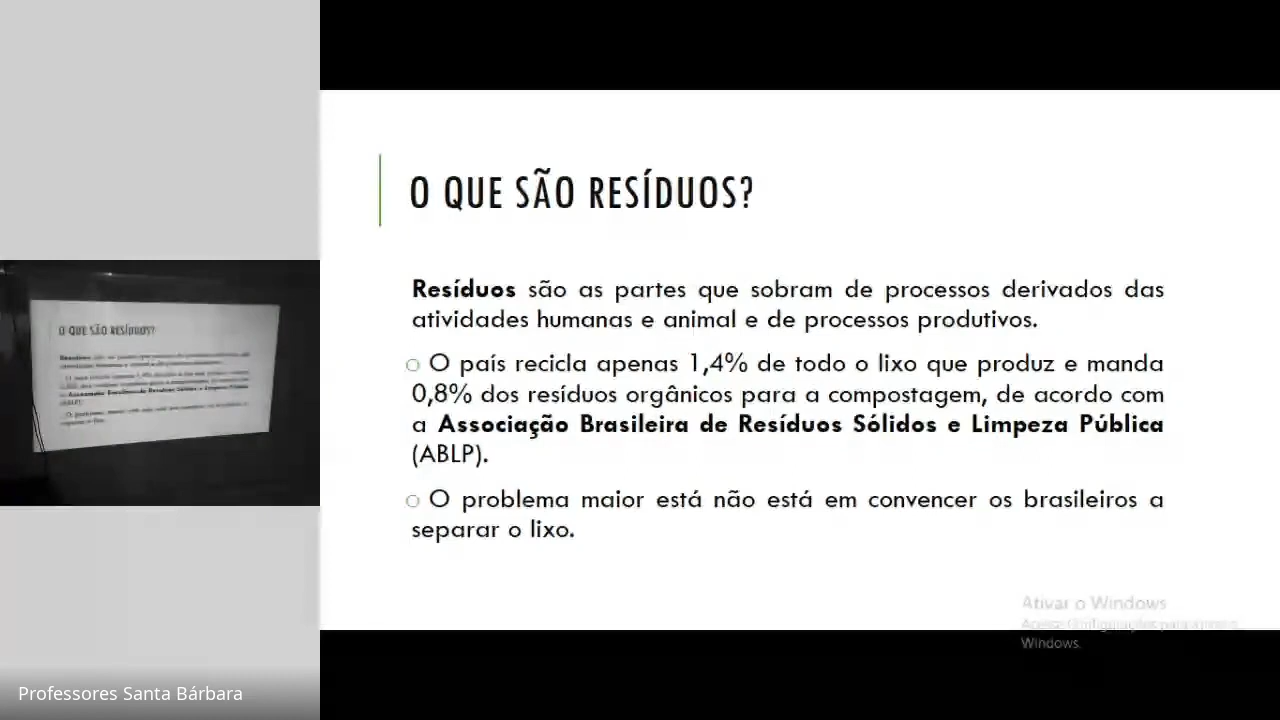 O QUE SÃO RESÍDUOS?
Resíduos são as partes que sobram de processos derivados das
atividades humanas e animal e de processos produtivos.
○ O país recicla apenas 1,4% de todo o lixo que produz e manda
0,8% dos resíduos orgânicos para a compostagem, de acordo com
a Associação Brasileira de Resíduos Sólidos e Limpeza Pública
(ABLP).
○ O problema maior está não está em convencer os brasileiros a
separar o lixo.
Ativar o Windows
Acesse Configurações para
Windows.
O QUE SÃO RESÍDUOS?
Professores Santa Bárbara